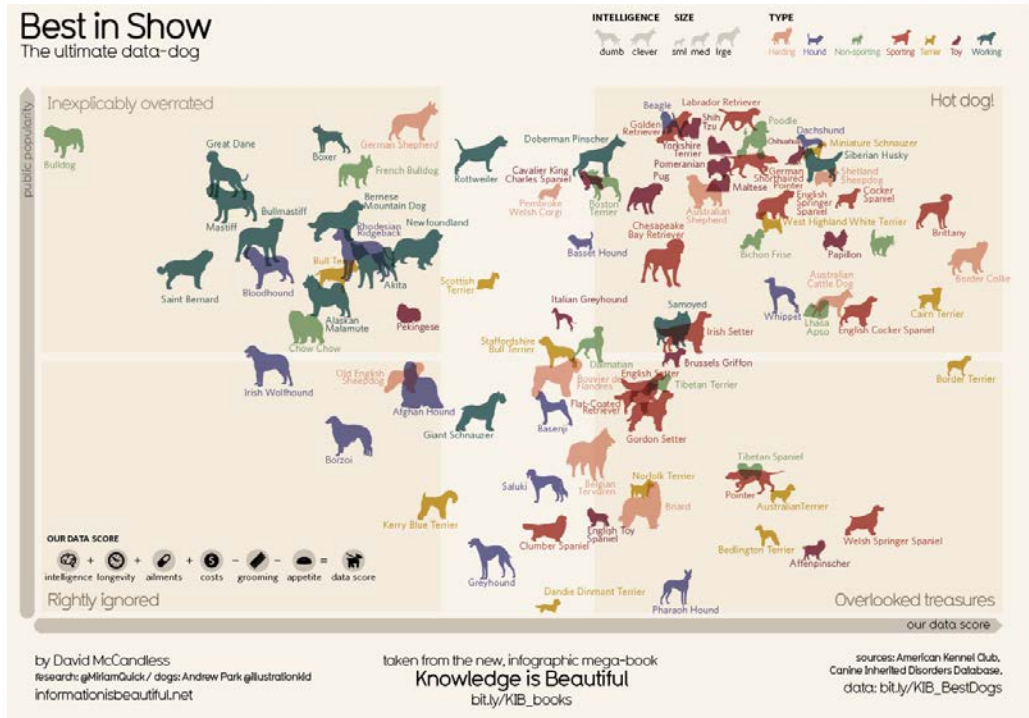 Best in Show
The ultimate data-dog
INTELLIGENCE
dumb clever
SIZE
sml med lrge
TYPE
Herding Hound Non-sporting Sporting Terrier Toy Working
public popularity
Inexplicably overrated
Hot dog!
Bulldog
Great Dane
Boxer
German Shepherd
French Bulldog
Rottweiler
Doberman Pinscher
Cavalier King
Charles Spaniel
Pembroke
Welsh Corgi
Boston
Terrier
Pug
Beagle
Labrador Retriever
Golden
Retriever
Shih
Tzu
Poodle
Yorkshire
Terrier
Chihuahua
Dachshund
Miniature Schnauzer
Siberian Husky
Pomeranian
German
Shorthaired
Pointer
Shetland
Sheepdog
Maltese
Australian
Shepherd
English
Springer
Spaniel
Cocker
Spaniel
Brittany
West Highland White Terrier
Bichon Frise
Papillon
Border Collie
Mastiff
Bullmastiff
Bernese
Mountain Dog
Rhodesian
Ridgeback
Newfoundland
Saint Bernard
Bloodhound
Bull
Akita
Alaskan
Malamute
Chow Chow
Pekingese
Scottish
Terrier
Basset Hound
Chesapeake
Bay Retriever
Italian Greyhound
Samoyed
Irish Setter
Whippet
Australian
Cattle Dog
Lhasa
Apso
English Cocker Spaniel
Cairn Terrier
Border Terrier
Staffordshire
Bull Terrier
Dalmatian
Brussels Griffon
Irish Wolfhound
Old English
Sheepdog
Afghan Hound
Giant Schnauzer
Bouvier de
Flandres
English Setter
Tibetan Terrier
Flat-Coated
Retriever
Basenji
Gordon Setter
Borzoi
Saluki
Belgian
Tervuren
Norfolk Terrier
Briard
Tibetan Spaniel
Pointer
AustralianTerrier
Kerry Blue Terrier
Clumber Spaniel
English Toy
Spaniel
Bedlington Terrier
Welsh Springer Spaniel
Affenpinscher
Greyhound
Dandie Dinmont Terrier
Pharaoh Hound
OUR DATA SCORE
intelligence + longevity + ailments + costs - grooming - appetite = data score
Rightly ignored
Overlooked treasures
our data score
by David McCandless
research: @MiriamQuick / dogs: Andrew Park @illustrationkid
informationisbeautiful.net
taken from the new, infographic mega-book
Knowledge is Beautiful
bit.ly/KIB_books
sources: American Kennel Club,
Canine Inherited Disorders Database,
data: bit.ly/KIB_BestDogs